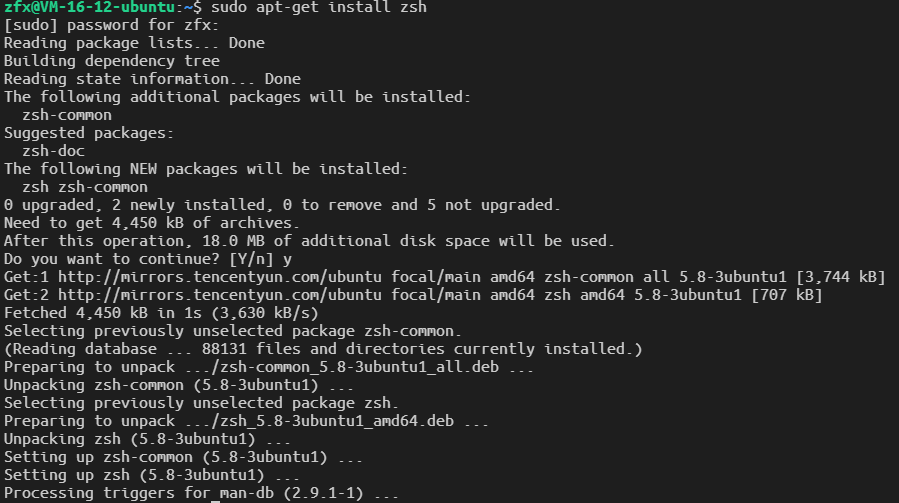 zfx@VM-16-12-ubuntu:~$ sudo apt-get install zsh
[sudo] password for zfx:
Reading package lists... Done
Building dependency tree
Reading state information... Done
The following additional packages will be installed:
  zsh-common
Suggested packages:
  zsh-doc
The following NEW packages will be installed:
  zsh zsh-common
0 upgraded, 2 newly installed, 0 to remove and 5 not upgraded.
Need to get 4,450 kB of archives.
After this operation, 18.0 MB of additional disk space will be used.
Do you want to continue? [Y/n] y
Get:1 http://mirrors.tencentyun.com/ubuntu focal/main amd64 zsh-common all 5.8-3ubuntu1 [3,744 kB]
Get:2 http://mirrors.tencentyun.com/ubuntu focal/main amd64 zsh amd64 5.8-3ubuntu1 [707 kB]
Fetched 4,450 kB in 1s (3,630 kB/s)
Selecting previously unselected package zsh-common.
(Reading database ... 88131 files and directories currently installed.)
Preparing to unpack .../zsh-common_5.8-3ubuntu1_all.deb ...
Unpacking zsh-common (5.8-3ubuntu1) ...
Selecting previously unselected package zsh.
Preparing to unpack .../zsh_5.8-3ubuntu1_amd64.deb ...
Unpacking zsh (5.8-3ubuntu1) ...
Setting up zsh-common (5.8-3ubuntu1) ...
Setting up zsh (5.8-3ubuntu1) ...
Processing triggers for man-db (2.9.1-1) ...